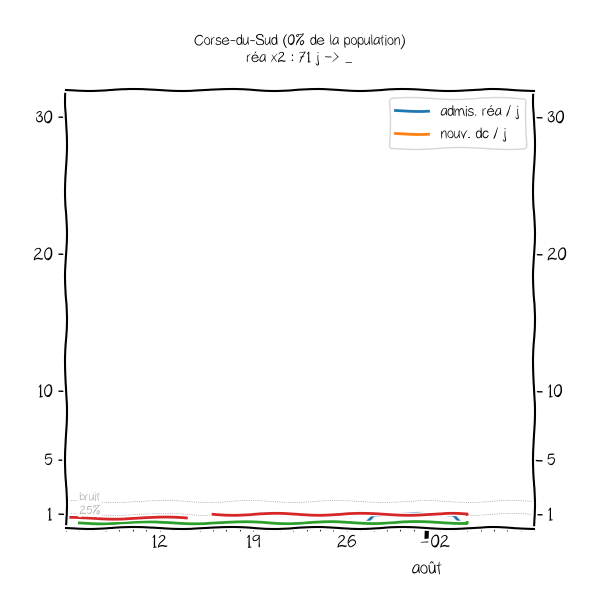 Corse-du-Sud (0% de la population)
réa x2 : 71 j -> _
admis. réa / j
nouv. dc / j
30
30
20
20
10
10
5
5
bruit
25%
1
1
12
19
26
02
août